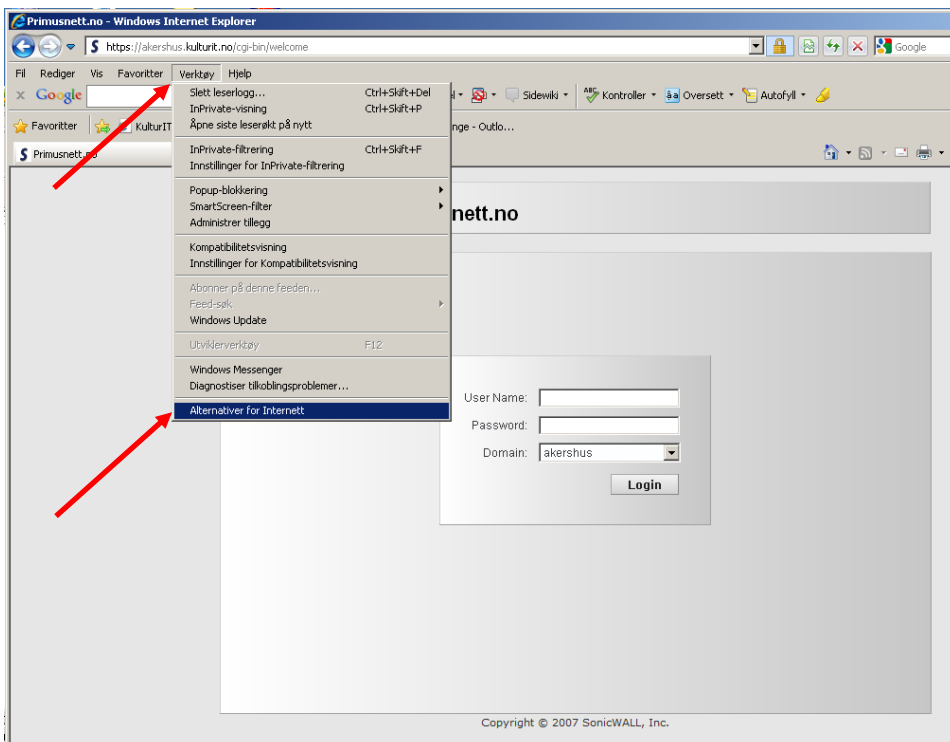 Primusnett.no - Windows Internet Explorer
https://akershus.kulturit.no/cgi-bin/welcome
Google
Fil Rediger Vis Favoritter Verktøy Hjelp
Google
Sidewiki
Kontroller
Oversett
Autofyll
Favoritter
KulturIT
nge - Outlo...
Primusnett.no
Slett leserlogg... Ctrl+Skift+Del
InPrivate-visning Ctrl+Skift+P
Åpne siste leserøkt på nytt
InPrivate-filtrering Ctrl+Skift+F
Innstillinger for InPrivate-filtrering
Popup-blokkering
SmartScreen-filter
Administrer tillegg
Kompatibilitetsvisning
Innstillinger for Kompatibilitetsvisning
Abonner på denne feeden...
Feed-søk
Windows Update
Utviklerverktøy F12
Windows Messenger
Diagnostiser tilkoblingsproblemer...
Alternativer for Internett
nett.no
User Name:
Password:
Domain: akershus
Login
Copyright © 2007 SonicWALL, Inc.